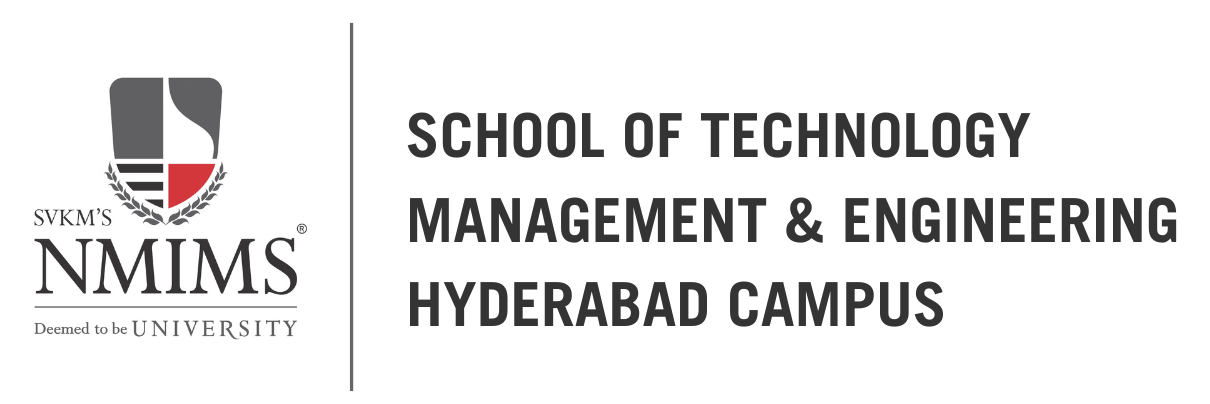 SVKM'S
NMIMS®
Deemed to be UNIVERSITY
SCHOOL OF TECHNOLOGY
MANAGEMENT & ENGINEERING
HYDERABAD CAMPUS